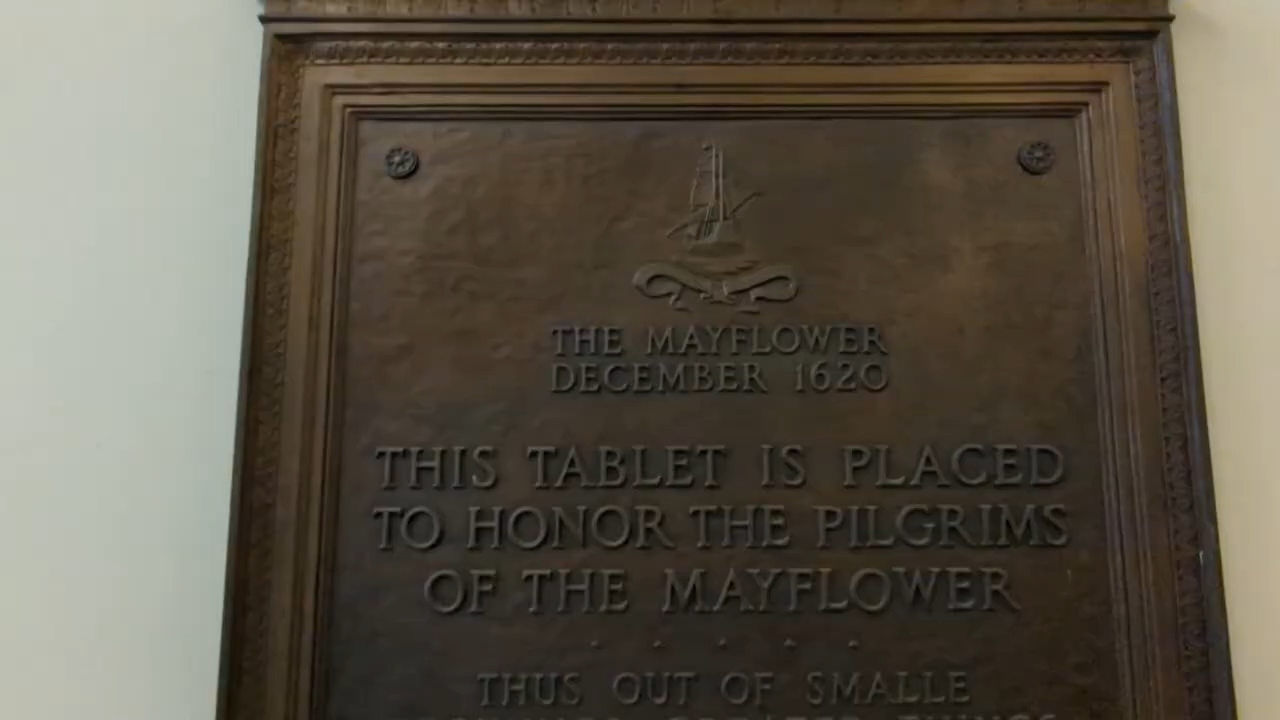 THE MAYFLOWER
DECEMBER 1620
THIS TABLET IS PLACED
TO HONOR THE PILGRIMS
OF THE MAYFLOWER
THUS OUT OF SMALLE